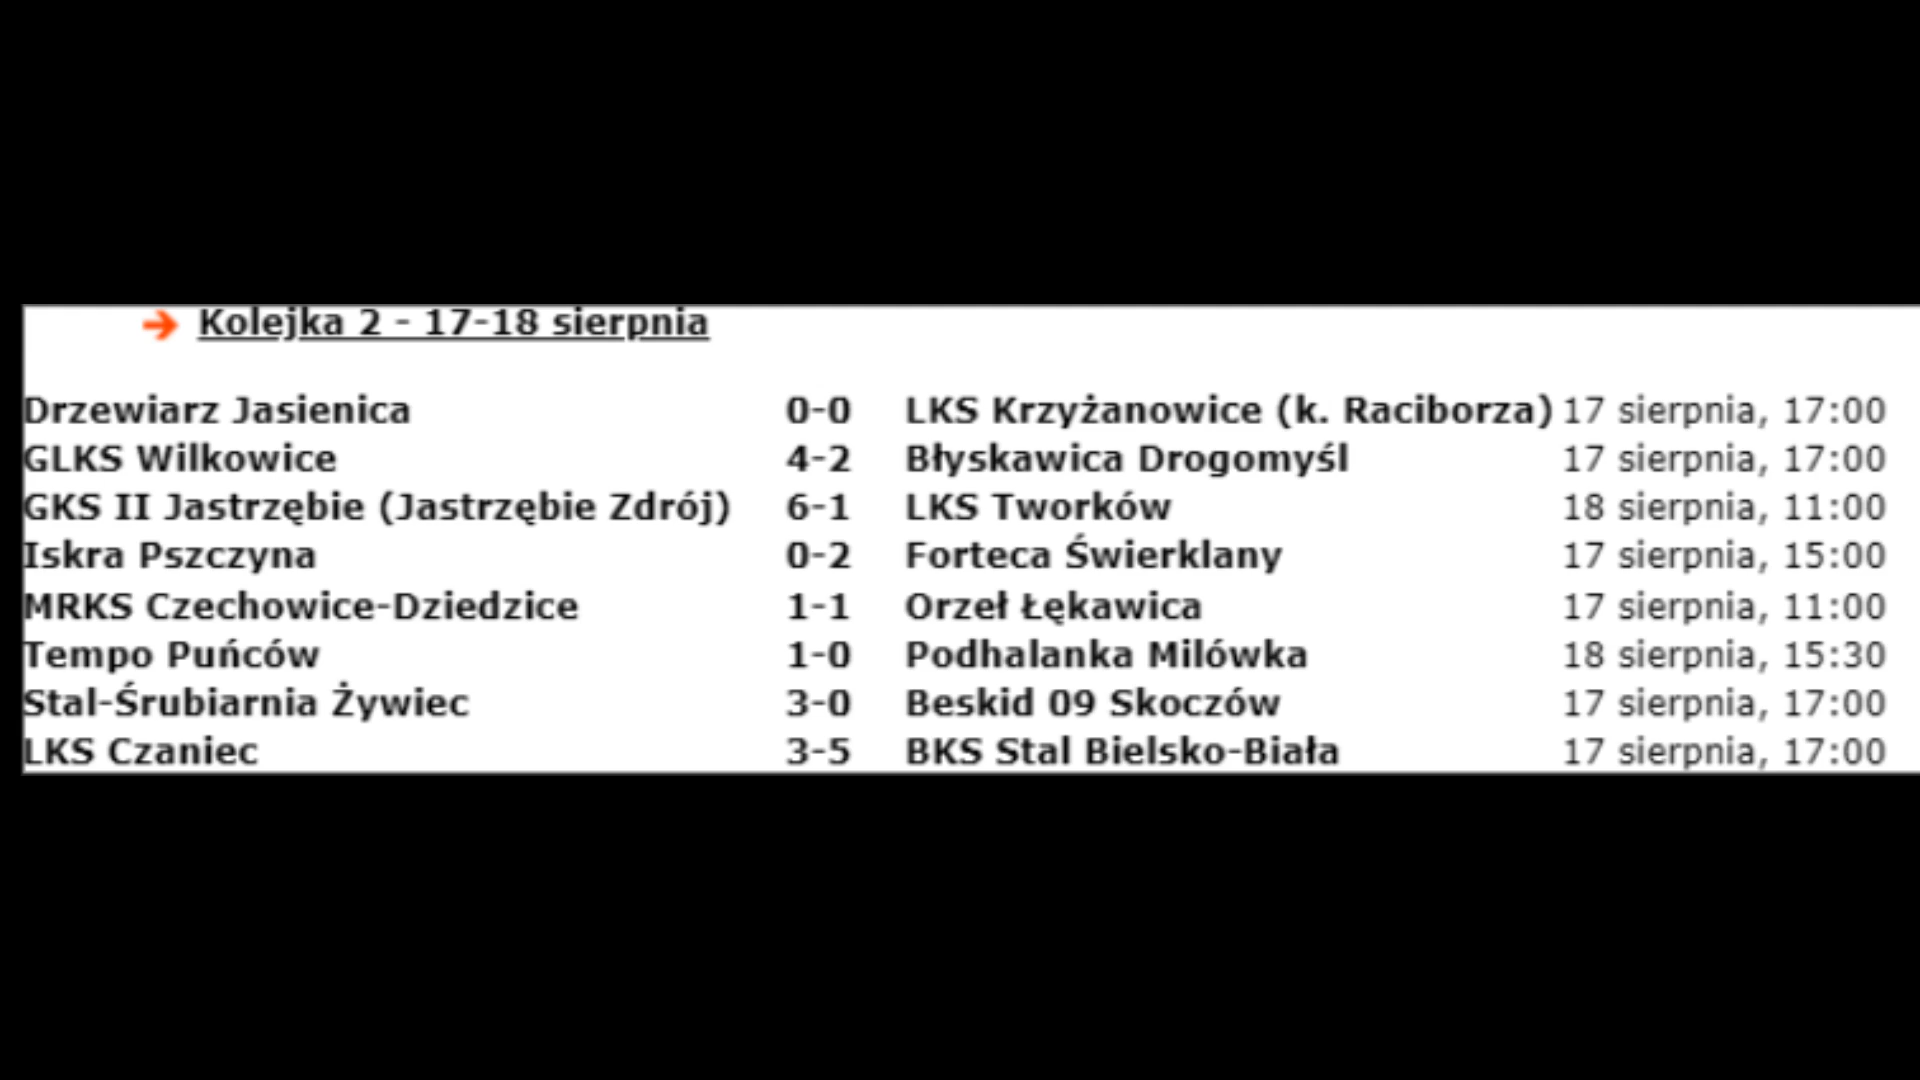 Kolejka 2 - 17-18 sierpnia
Drzewiarz Jasienica 0-0 LKS Krzyżanowice (k. Raciborza) 17 sierpnia, 17:00
GLKS Wilkowice 4-2 Błyskawica Drogomyśl 17 sierpnia, 17:00
GKS II Jastrzębie (Jastrzębie Zdrój) 6-1 LKS Tworków 18 sierpnia, 11:00
Iskra Pszczyna 0-2 Forteca Świerklany 17 sierpnia, 15:00
MRKS Czechowice-Dziedzice 1-1 Orzeł Łękawica 17 sierpnia, 11:00
Tempo Puńców 1-0 Podhalanka Milówka 18 sierpnia, 15:30
Stal-Śrubiarnia Żywiec 3-0 Beskid 09 Skoczów 17 sierpnia, 17:00
LKS Czaniec 3-5 BKS Stal Bielsko-Biała 17 sierpnia, 17:00